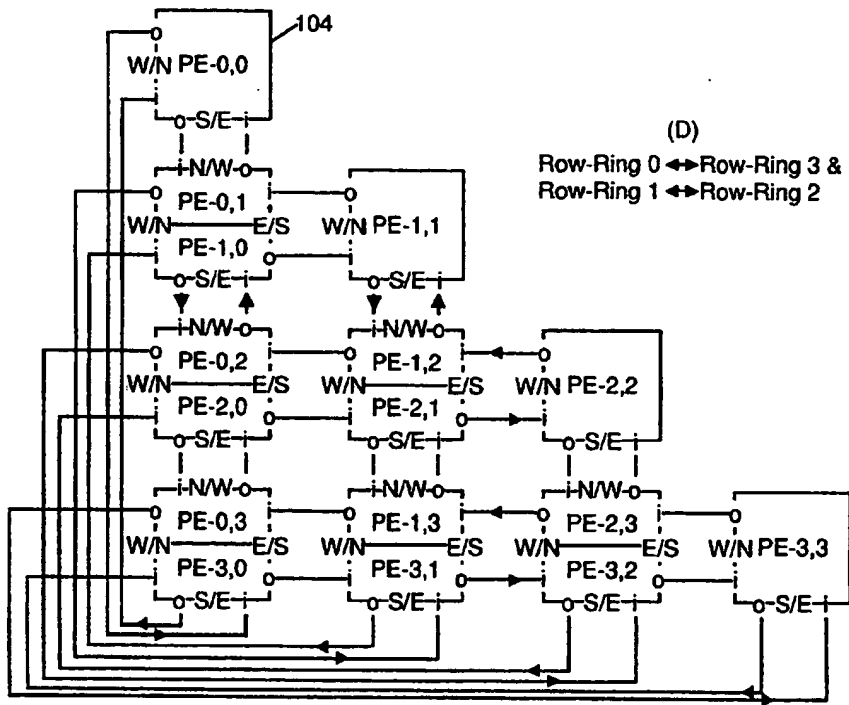 104
o
W/N PE-0,0
i
o S/E i
(D)
Row-Ring 0 ◄►Row-Ring 3 &
Row-Ring 1 ◄►Row-Ring 2
i N/W o
o PE-0,1 i o
W/N E/S W/N PE-1,1
i PE-1,0 o i
o S/E i o S/E i
i N/W o i N/W o
o PE-0,2 i o PE-1,2 i o
W/N E/S W/N E/S W/N PE-2,2
i PE-2,0 o i PE-2,1 o i
o S/E i o S/E i o S/E i
i N/W o i N/W o i N/W o
o PE-0,3 i o PE-1,3 i o PE-2,3 i o
W/N E/S W/N E/S W/N E/S W/N PE-3,3
i PE-3,0 o i PE-3,1 o i PE-3,2 o i
o S/E i o S/E i o S/E i o S/E i